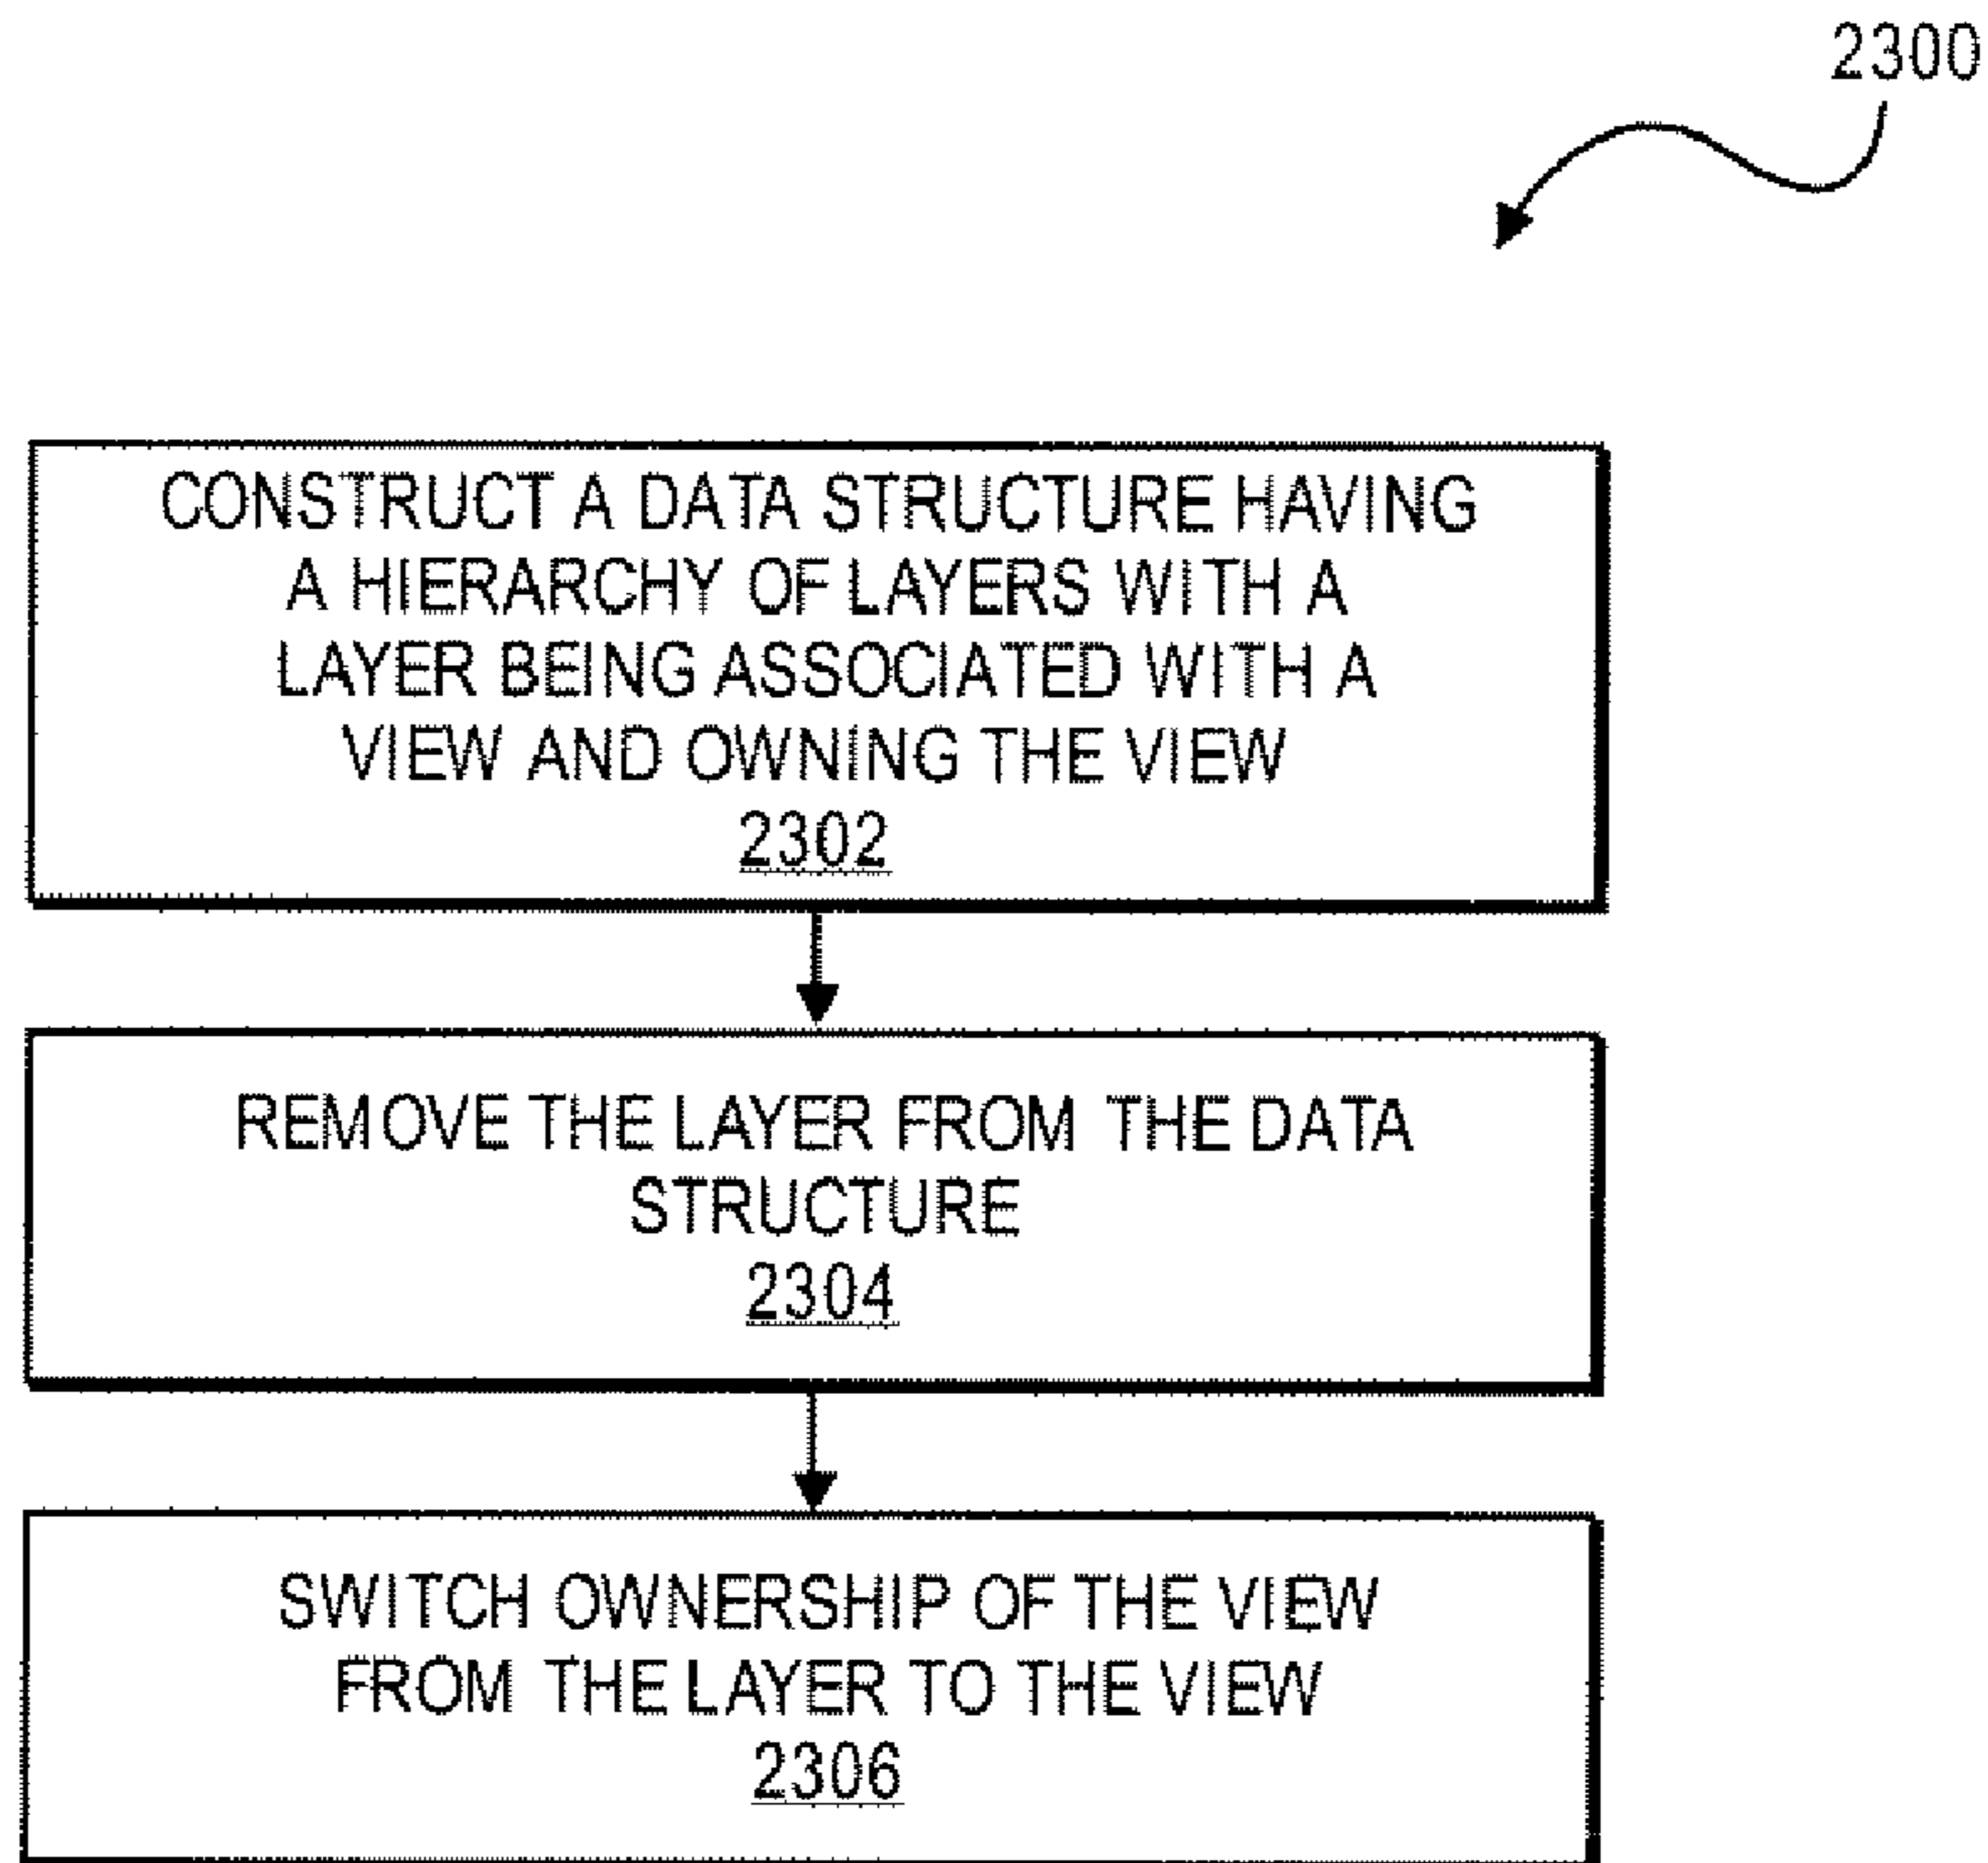 2300
CONSTRUCT A DATA STRUCTURE HAVING
A HIERARCHY OF LAYERS WITH A
LAYER BEING ASSOCIATED WITH A
VIEW AND OWNING THE VIEW
2302
REMOVE THE LAYER FROM THE DATA
STRUCTURE
2304
SWITCH OWNERSHIP OF THE VIEW
FROM THE LAYER TO THE VIEW
2306